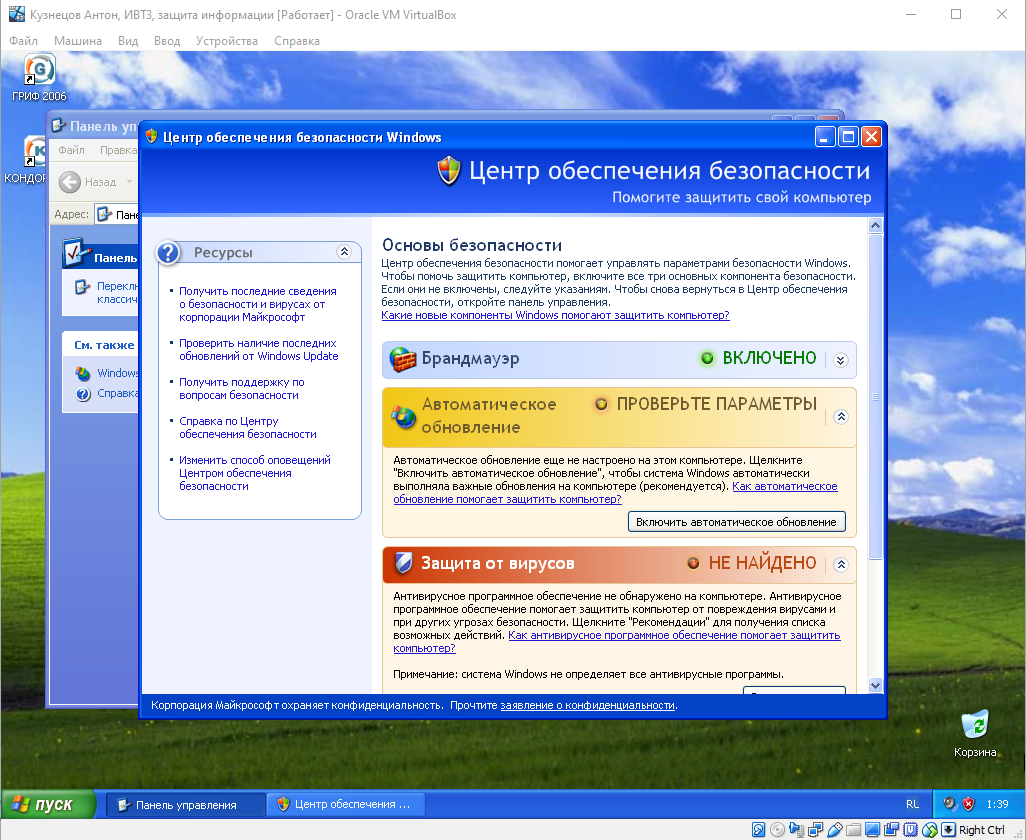 Кузнецов Антон, ИВТЗ, защита информации [Работает] - Oracle VM VirtualBox
Файл Машина Вид Ввод Устройства Справка
ГРИФ 2006
КОНДОР
Панель уп
Файл Правка
Назад
Адрес: Пане
Панель
Переклю
классич
См. также
Windows
Справка
Центр обеспечения безопасности Windows
Центр обеспечения безопасности
Помогите защитить свой компьютер
Ресурсы
Получить последние сведения
о безопасности и вирусах от
корпорации Майкрософт
Проверить наличие последних
обновлений от Windows Update
Получить поддержку по
вопросам безопасности
Справка по Центру
обеспечения безопасности
Изменить способ оповещений
Центром обеспечения
безопасности
Основы безопасности
Центр обеспечения безопасности помогает управлять параметрами безопасности Windows.
Чтобы помочь защитить компьютер, включите все три основных компонента безопасности.
Если они не включены, следуйте указаниям. Чтобы снова вернуться в Центр обеспечения
безопасности, откройте панель управления.
Какие новые компоненты Windows помогают защитить компьютер?
Брандмауэр ВКЛЮЧЕНО
Автоматическое ПРОВЕРЬТЕ ПАРАМЕТРЫ
обновление
Автоматическое обновление еще не настроено на этом компьютере. Щелкните
"Включить автоматическое обновление", чтобы система Windows автоматически
выполняла важные обновления на компьютере (рекомендуется). Как автоматическое
обновление помогает защитить компьютер?
Включить автоматическое обновление
Защита от вирусов НЕ НАЙДЕНО
Антивирусное программное обеспечение не обнаружено на компьютере. Антивирусное
программное обеспечение помогает защитить компьютер от повреждения вирусами и
при других угрозах безопасности. Щелкните "Рекомендации" для получения списка
возможных действий. Как антивирусное программное обеспечение помогает защитить
компьютер?
Примечание: система Windows не определяет все антивирусные программы.
Корпорация Майкрософт охраняет конфиденциальность. Прочтите заявление о конфиденциальности.
Корзина
пуск Панель управления Центр обеспечения ... RL 1:39
Right Ctrl